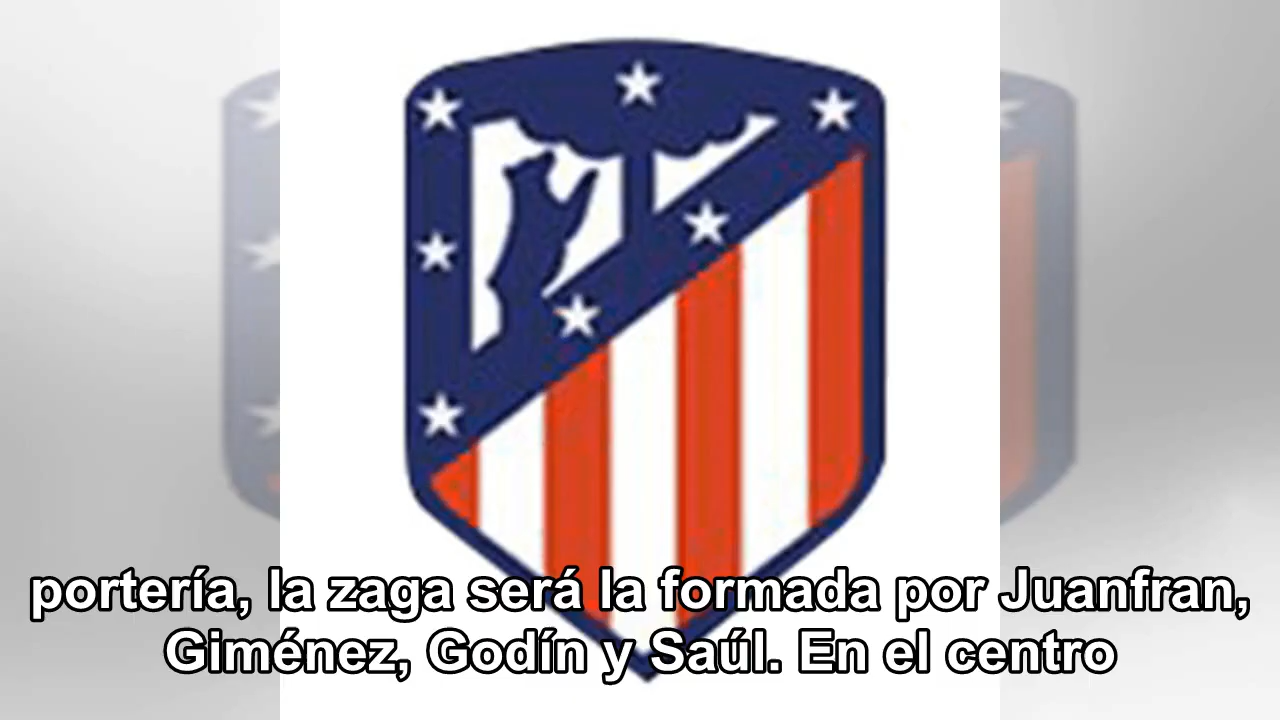 portería, la zaga será la formada por Juanfran,
Giménez, Godín y Saúl. En el centro